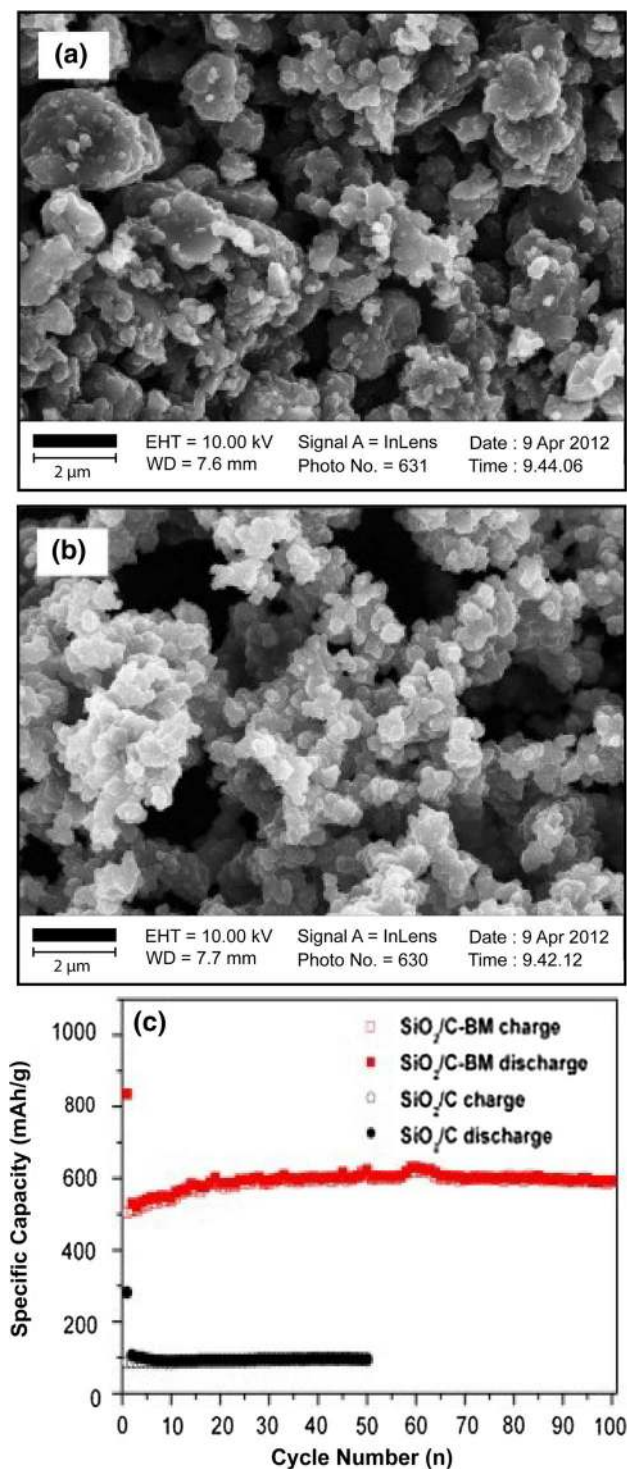 (a)
EHT = 10.00 kV Signal A = InLens Date : 9 Apr 2012
2 µm WD = 7.6 mm Photo No. = 631 Time : 9.44.06
(b)
EHT = 10.00 kV Signal A = InLens Date : 9 Apr 2012
2 µm WD = 7.7 mm Photo No. = 630 Time : 9.42.12
(c)
SiO2/C-BM charge
SiO2/C-BM discharge
SiO2/C charge
SiO2/C discharge
Specific Capacity (mAh/g)
1000
800
600
400
200
100
0
0 10 20 30 40 50 60 70 80 90 100
Cycle Number (n)